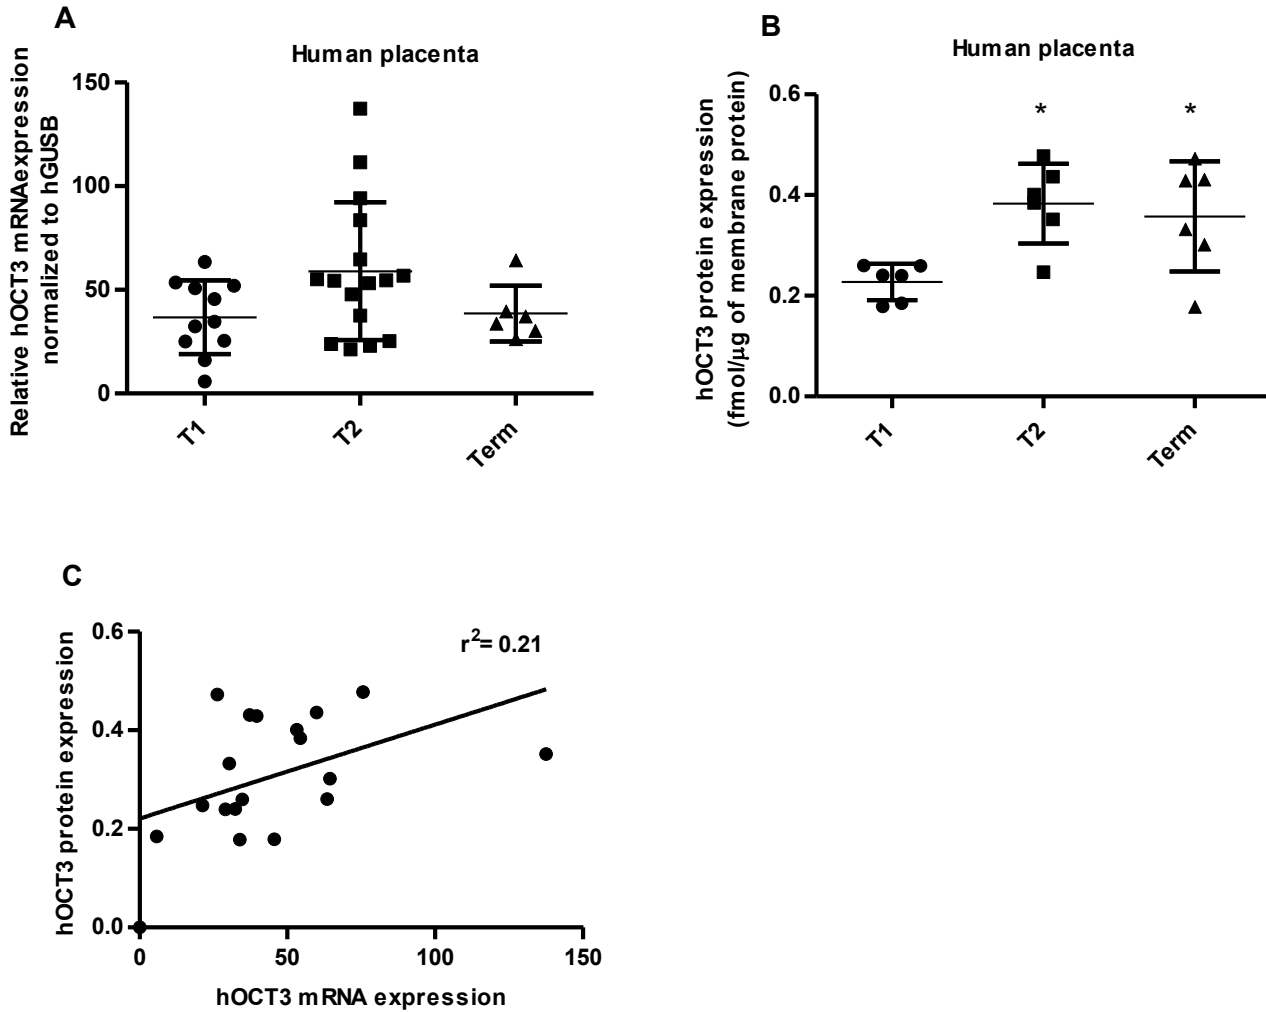 A
Human placenta
Relative hOCT3 mRNAexpression
normalized to hGUSB
150
100
50
0
T1
T2
Term
B
Human placenta
hOCT3 protein expression
(fmol/µg of membrane protein)
0.6
0.4
0.2
0.0
*
*
T1
T2
Term
C
hOCT3 protein expression
0.6
0.4
0.2
0.0
r²= 0.21
0
50
100
150
hOCT3 mRNA expression